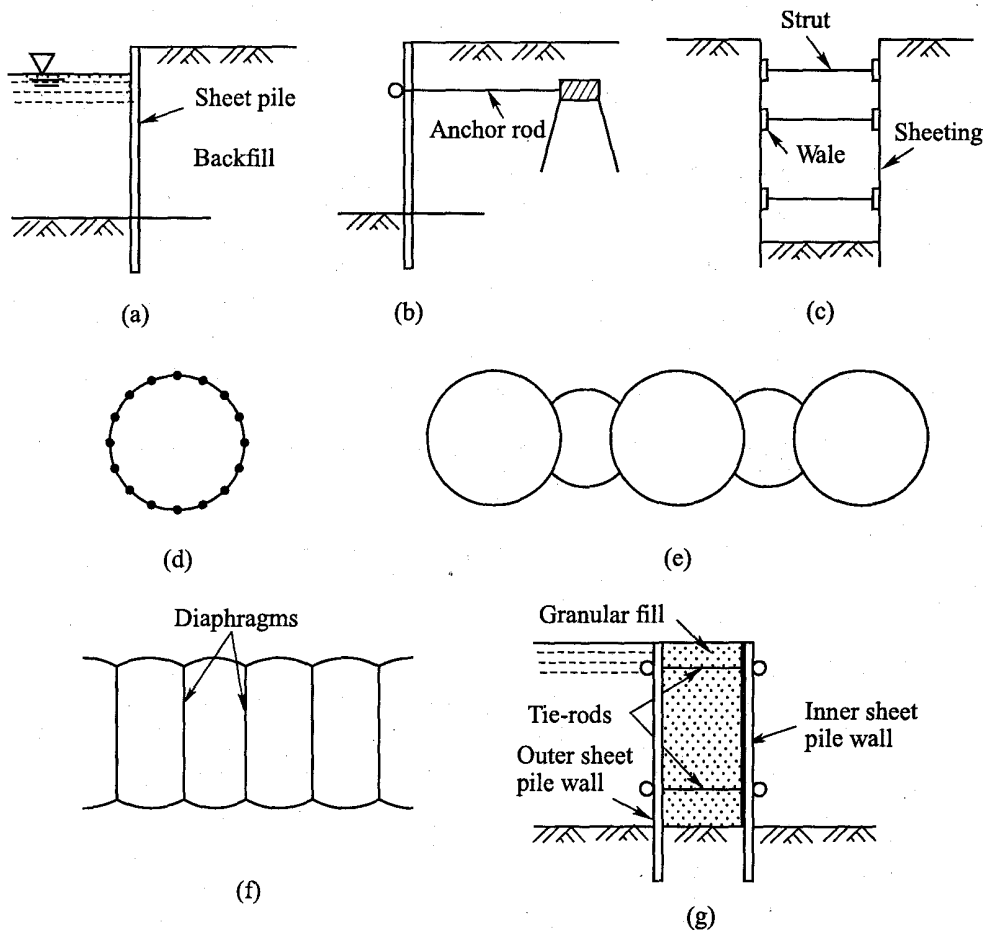 Sheet pile
Backfill
(a)
Anchor rod
(b)
Strut
Wale
Sheeting
(c)
(d)
(e)
Diaphragms
(f)
Granular fill
Tie-rods
Outer sheet
pile wall
Inner sheet
pile wall
(g)